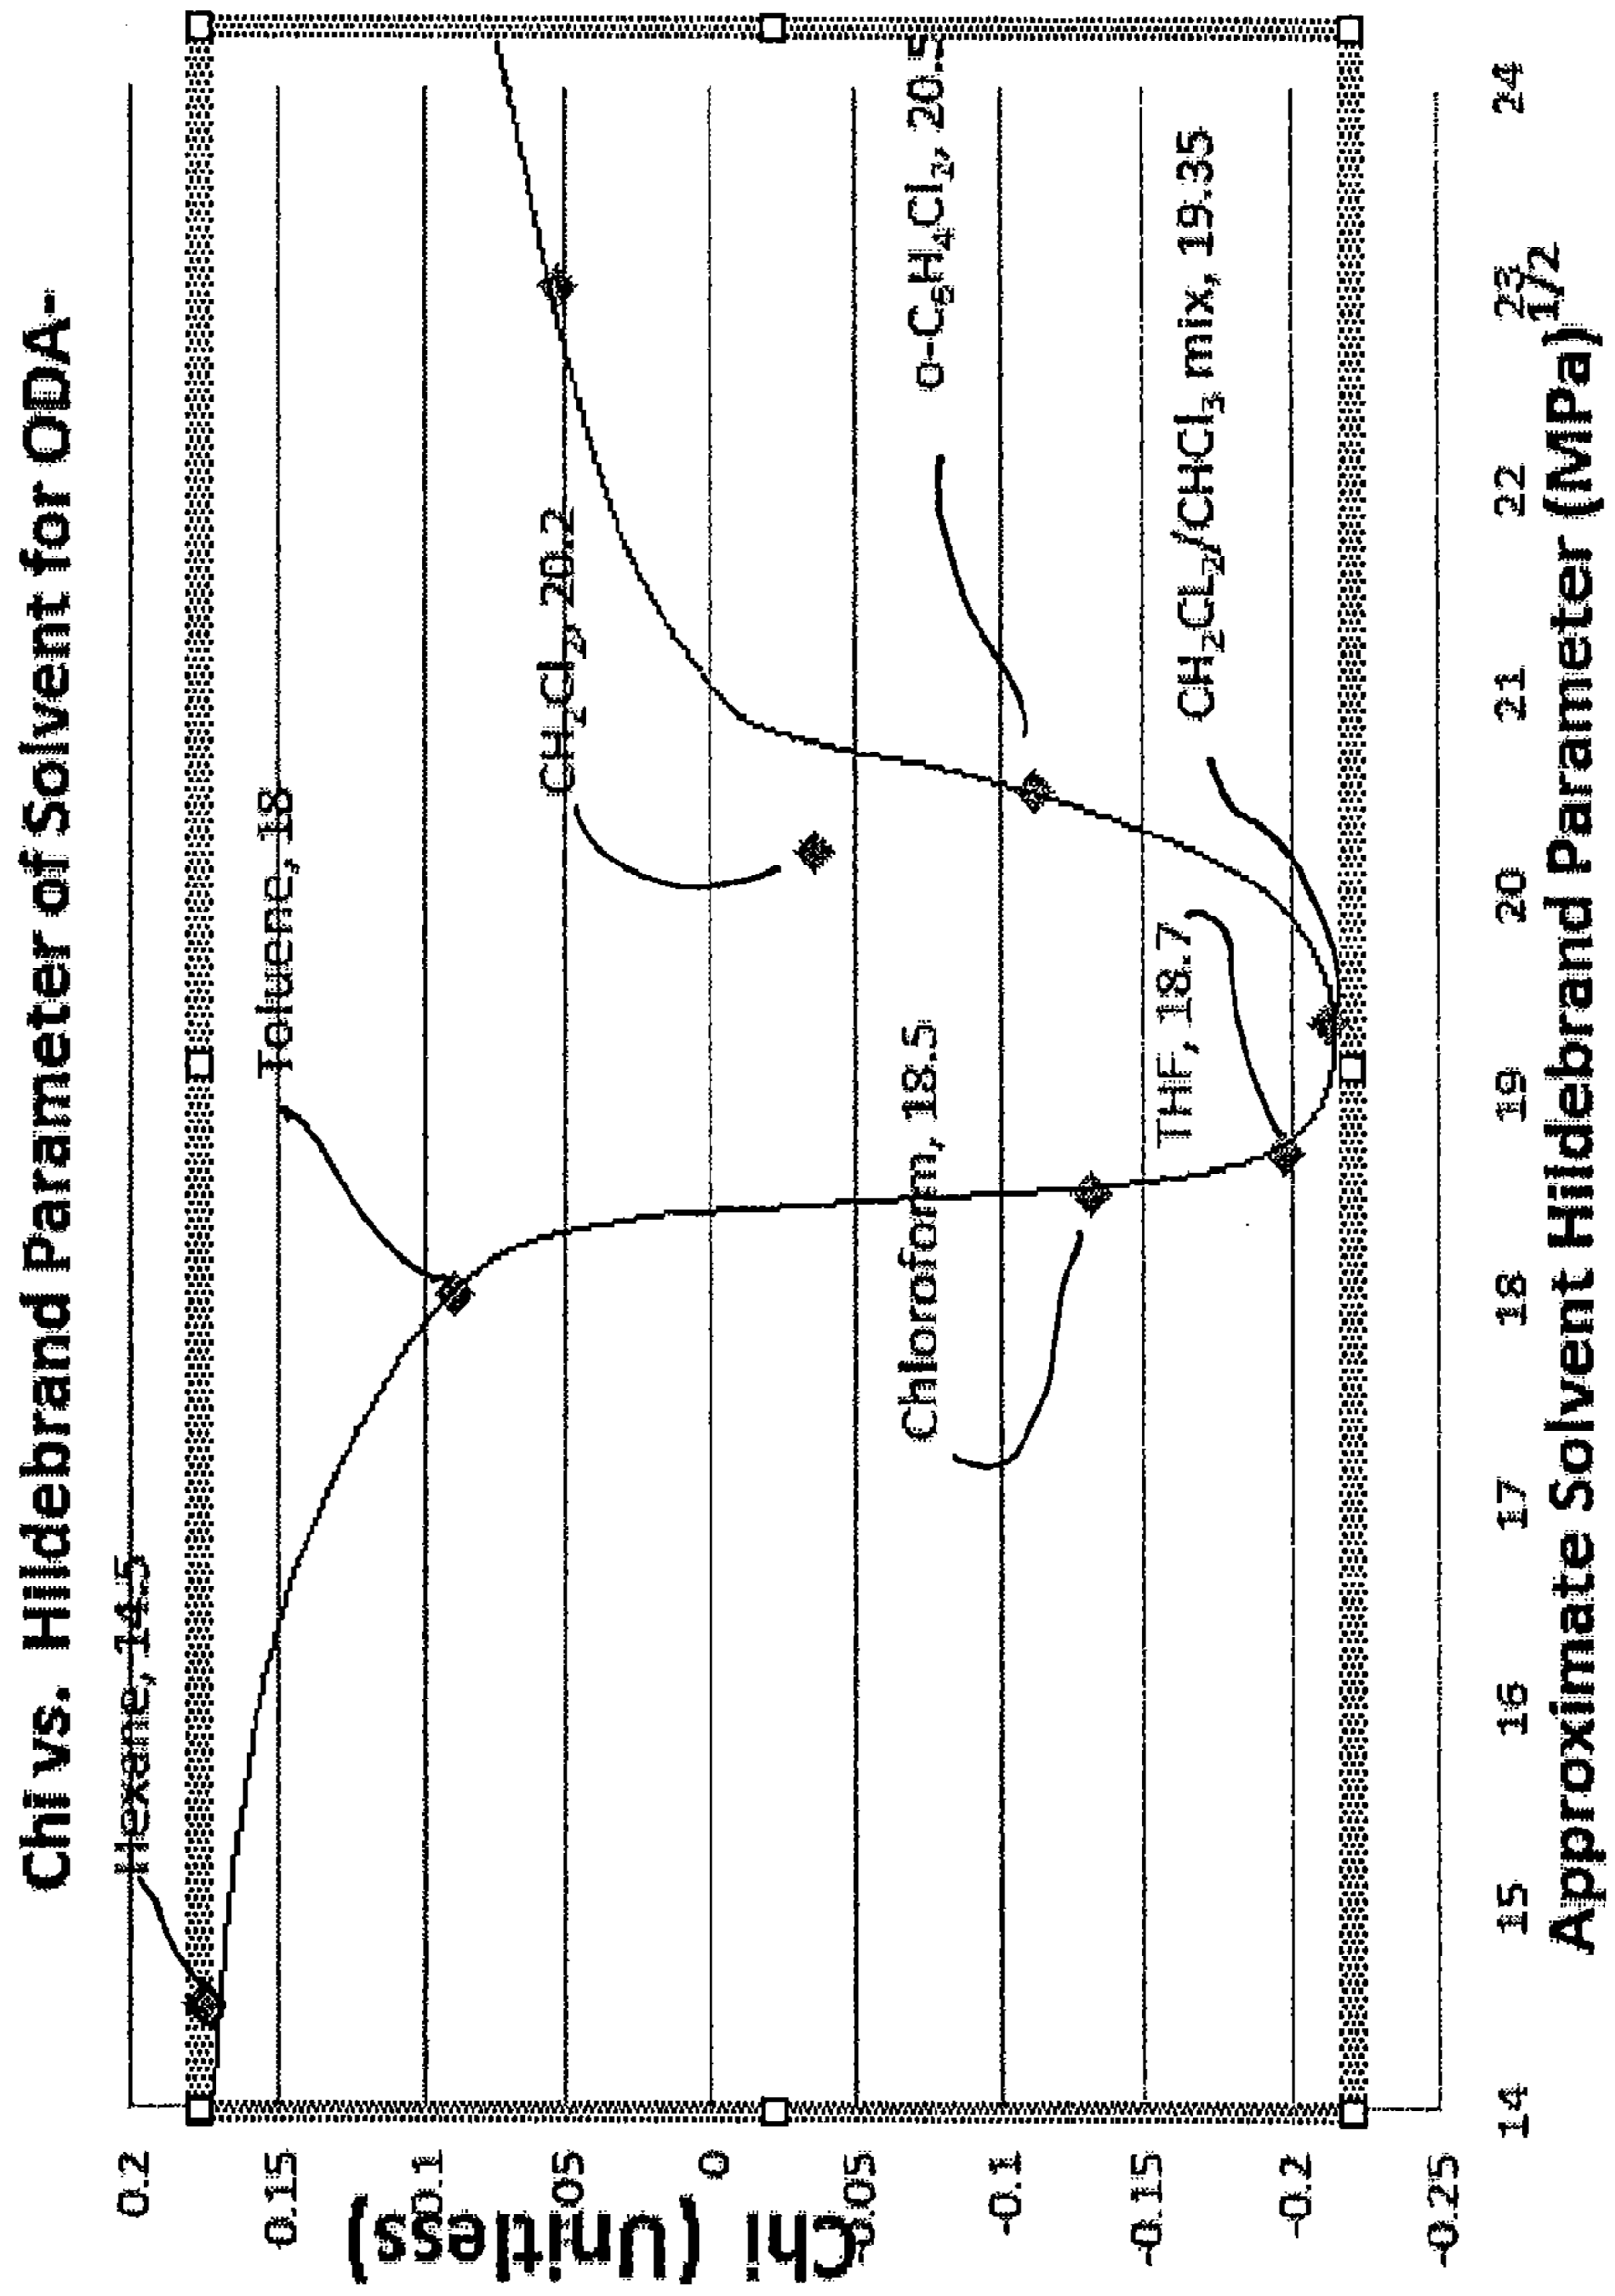 Chi vs. Hildebrand Parameter of Solvent for ODA-
Hexane, 14.5
Toluene, 18
CH₂Cl₂, 20.2
o-C₆H₄Cl₂, 20.5
CH₂CL₂/CHCl₃ mix, 19.35
THF, 18.7
Chloroform, 18.5
Chi (Unitless)
0.2
0.15
0.1
0.05
0
-0.05
-0.1
-0.15
-0.2
-0.25
14 15 16 17 18 19 20 21 22 23 24
Approximate Solvent Hildebrand Parameter (MPa)^1/2